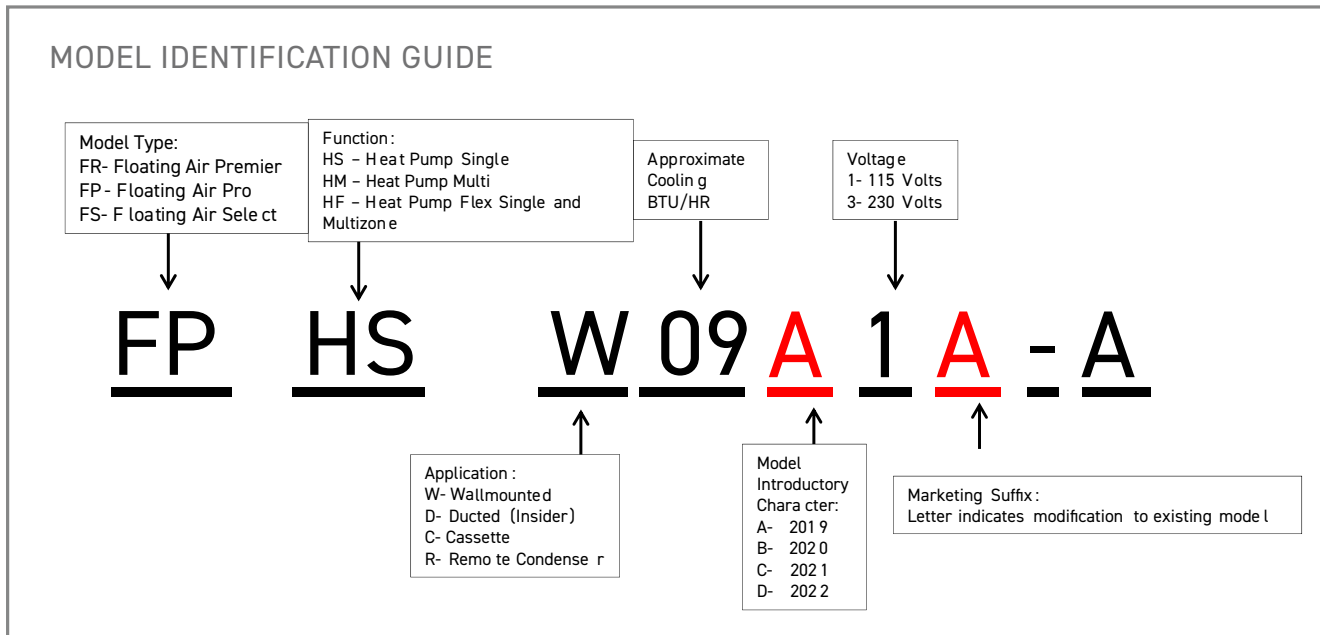 MODEL IDENTIFICATION GUIDE
Model Type:
FR- Floating Air Premier
FP- Floating Air Pro
FS- Floating Air Select
Function:
HS – Heat Pump Single
HM – Heat Pump Multi
HF – Heat Pump Flex Single and
Multizone
Approximate
Cooling
BTU/HR
Voltage
1- 115 Volts
3- 230 Volts
FP HS W 09 A 1 A - A
Application:
W- Wallmounted
D- Ducted (Insider)
C- Cassette
R- Remote Condenser
Model
Introductory
Character:
A- 2019
B- 2020
C- 2021
D- 2022
Marketing Suffix:
Letter indicates modification to existing model